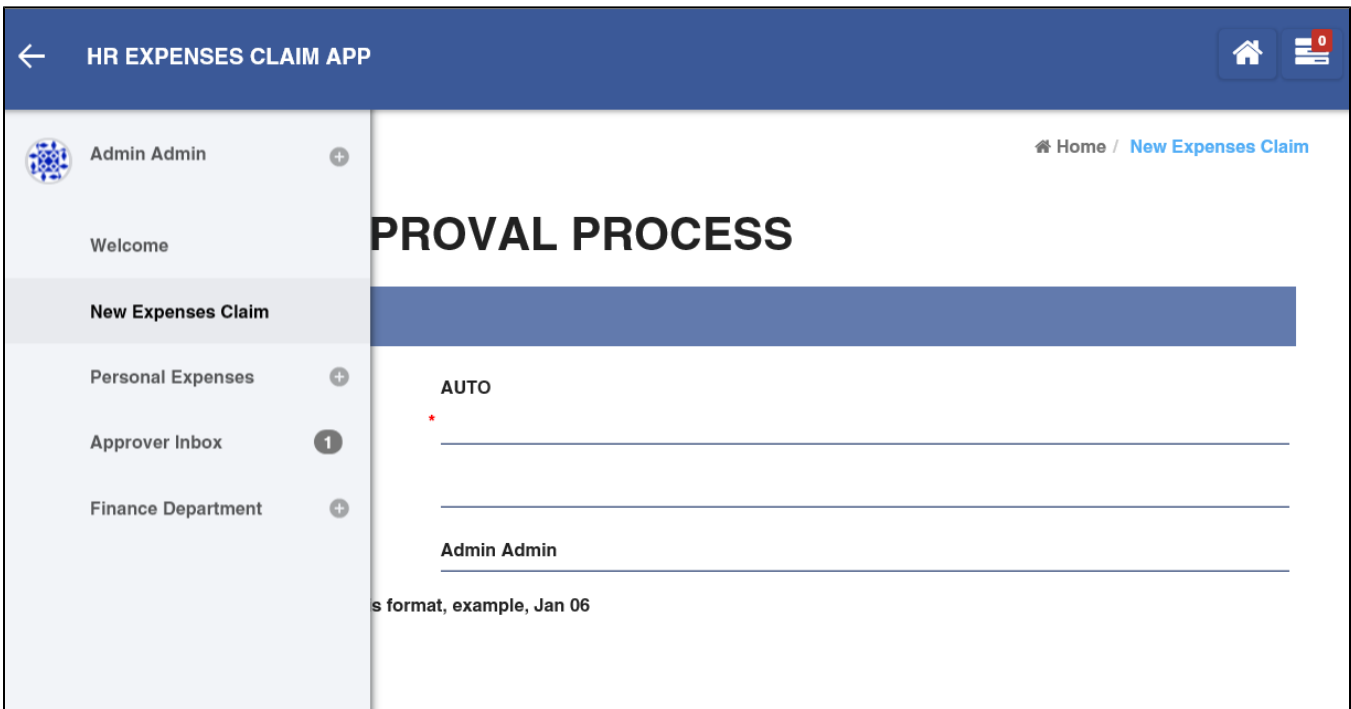 HR EXPENSES CLAIM APP
0
Admin Admin
Home / New Expenses Claim
Welcome
PROVAL PROCESS
New Expenses Claim
Personal Expenses
AUTO
*
Approver Inbox 1
Finance Department
Admin Admin
s format, example, Jan 06